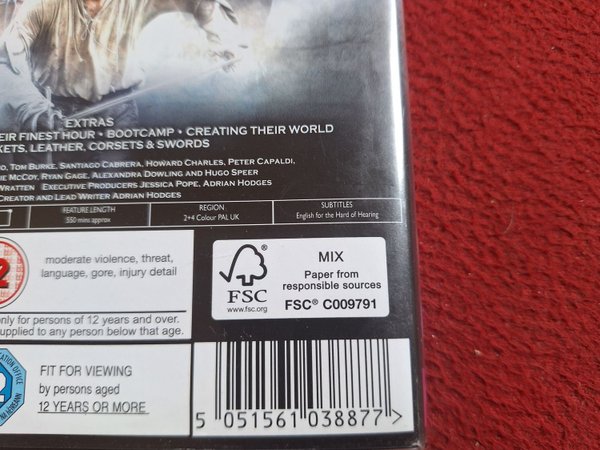 EXTRAS
EIR FINEST HOUR • BOOTCAMP • CREATING THEIR WORLD
KETS, LEATHER, CORSETS & SWORDS
TOM BURKE, SANTIAGO CABRERA, HOWARD CHARLES, PETER CAPALDI,
MCCOY, RYAN GAGE, ALEXANDRA DOWLING AND HUGO SPEER
WRATTEN EXECUTIVE PRODUCERS JESSICA POPE, ADRIAN HODGES
CREATOR AND LEAD WRITER ADRIAN HODGES
FEATURE LENGTH
550 mins approx
REGION
2+4 Colour PAL UK
SUBTITLES
English for the Hard of Hearing
2
moderate violence, threat,
language, gore, injury detail
only for persons of 12 years and over.
supplied to any person below that age.
FSC
www.fsc.org
MIX
Paper from
responsible sources
FSC® C009791
FIT FOR VIEWING
by persons aged
12 YEARS OR MORE
5 051561 038877 >